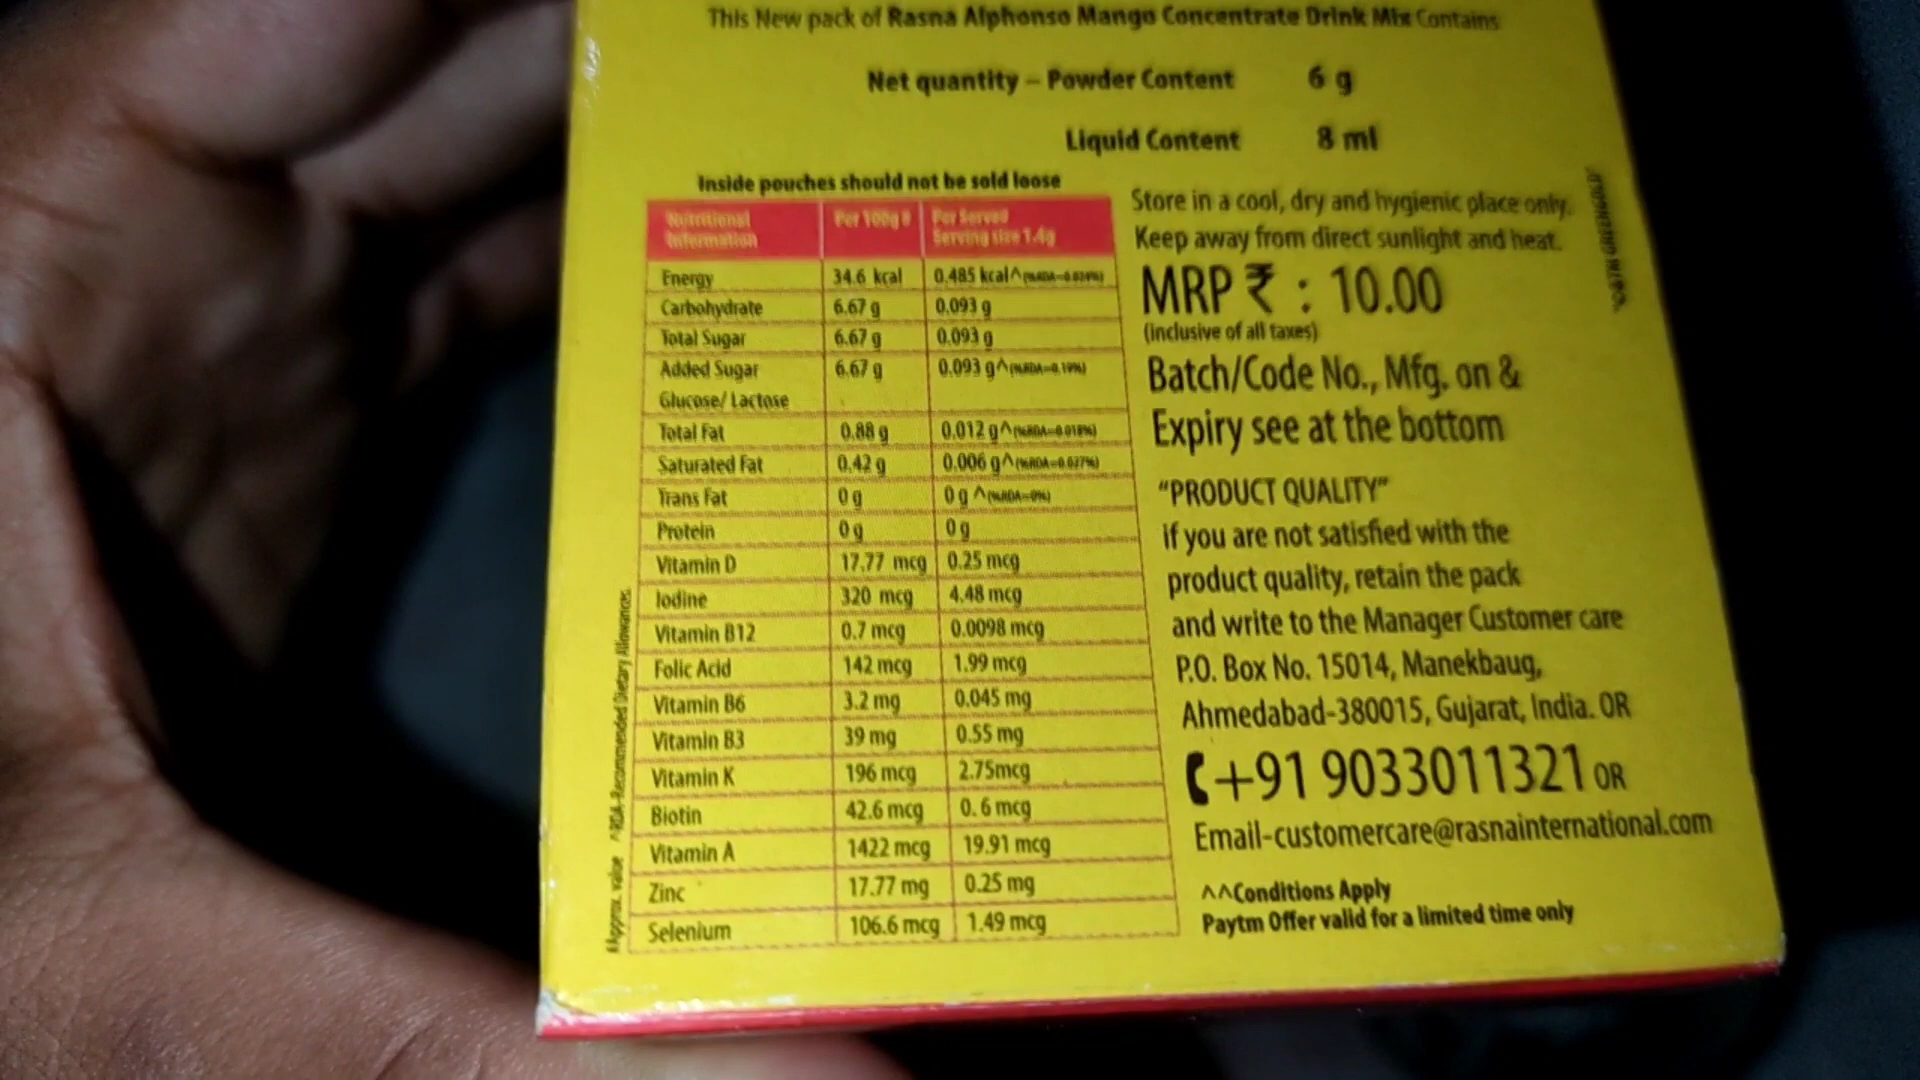 This New pack of Rasna Alphonso Mango Concentrate Drink Mix Contains
Net quantity – Powder Content 6 g
Liquid Content 8 ml
Inside pouches should not be sold loose
Nutritional Information Per 100g # Per Served Serving size 1.4g
Energy 34.6 kcal 0.485 kcal^
Carbohydrate 6.67 g 0.093 g
Total Sugar 6.67 g 0.093 g
Added Sugar 6.67 g 0.093 g^(%RDA=0.19%)
Glucose/ Lactose
Total Fat 0.88 g 0.012 g^(%RDA=0.018%)
Saturated Fat 0.42 g 0.006 g^(%RDA=0.027%)
Trans Fat 0 g 0 g ^(%RDA=0%)
Protein 0 g 0 g
Vitamin D 17.77 mcg 0.25 mcg
Iodine 320 mcg 4.48 mcg
Vitamin B12 0.7 mcg 0.0098 mcg
Folic Acid 142 mcg 1.99 mcg
Vitamin B6 3.2 mg 0.045 mg
Vitamin B3 39 mg 0.55 mg
Vitamin K 196 mcg 2.75mcg
Biotin 42.6 mcg 0.6 mcg
Vitamin A 1422 mcg 19.91 mcg
Zinc 17.77 mg 0.25 mg
Selenium 106.6 mcg 1.49 mcg
#Approx. value ^RDA-Recommended Dietary Allowances.
Store in a cool, dry and hygienic place only.
Keep away from direct sunlight and heat.
MRP ₹ : 10.00
(inclusive of all taxes)
Batch/Code No., Mfg. on &
Expiry see at the bottom
"PRODUCT QUALITY"
if you are not satisfied with the
product quality, retain the pack
and write to the Manager Customer care
P.O. Box No. 15014, Manekbaug,
Ahmedabad-380015, Gujarat, India. OR
+91 9033011321 OR
Email-customercare@rasnainternational.com
^^Conditions Apply
Paytm Offer valid for a limited time only